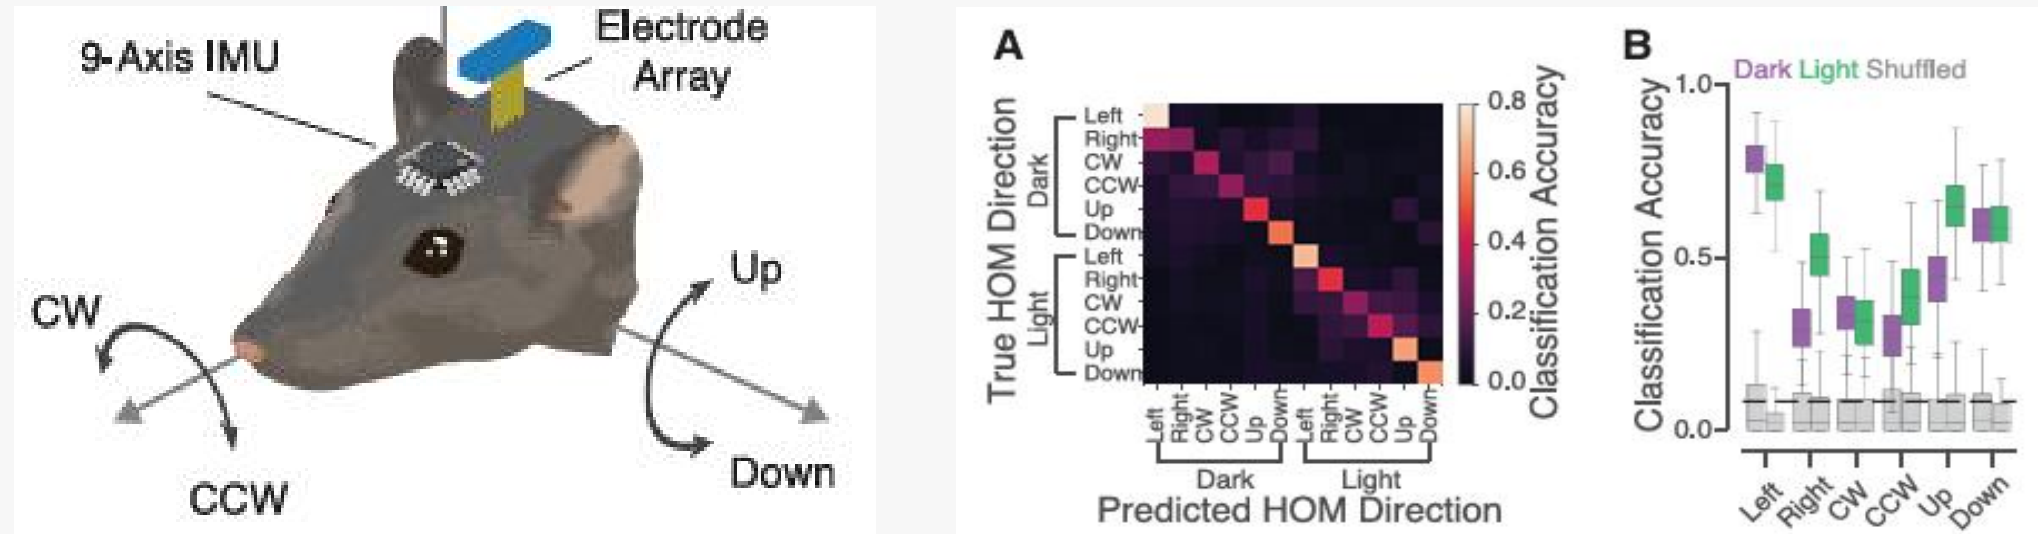 9-Axis IMU
Electrode
Array
CW
CCW
Up
Down
A
True HOM Direction
Dark
Left
Right
CW
CCW
Up
Down
Light
Left
Right
CW
CCW
Up
Down
Left
Right
CW
CCW
Up
Down
Left
Right
CW
CCW
Up
Down
Dark
Light
Predicted HOM Direction
0.8
0.6
0.4
0.2
0.0
Classification Accuracy
B
Dark Light Shuffled
Classification Accuracy
1.0
0.5
0.0
Left
Right
CW
CCW
Up
Down